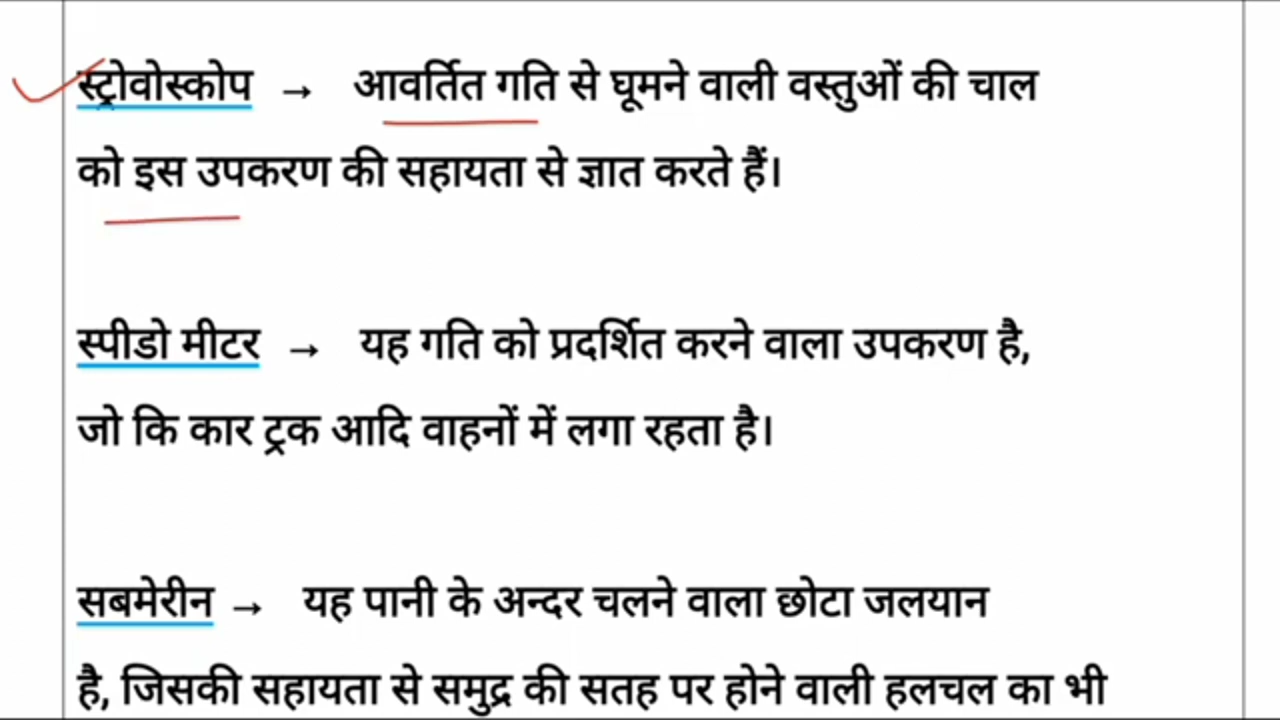 स्ट्रोवोस्कोप → आवर्तित गति से घूमने वाली वस्तुओं की चाल
को इस उपकरण की सहायता से ज्ञात करते हैं।
स्पीडो मीटर → यह गति को प्रदर्शित करने वाला उपकरण है,
जो कि कार ट्रक आदि वाहनों में लगा रहता है।
सबमेरीन → यह पानी के अन्दर चलने वाला छोटा जलयान
है, जिसकी सहायता से समुद्र की सतह पर होने वाली हलचल का भी